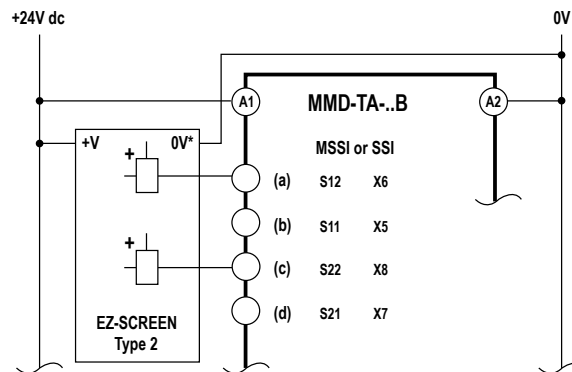 +24V dc
0V
A1
MMD-TA-..B
A2
+V
0V*
MSSI or SSI
+
(a) S12 X6
(b) S11 X5
+
(c) S22 X8
(d) S21 X7
EZ-SCREEN
Type 2